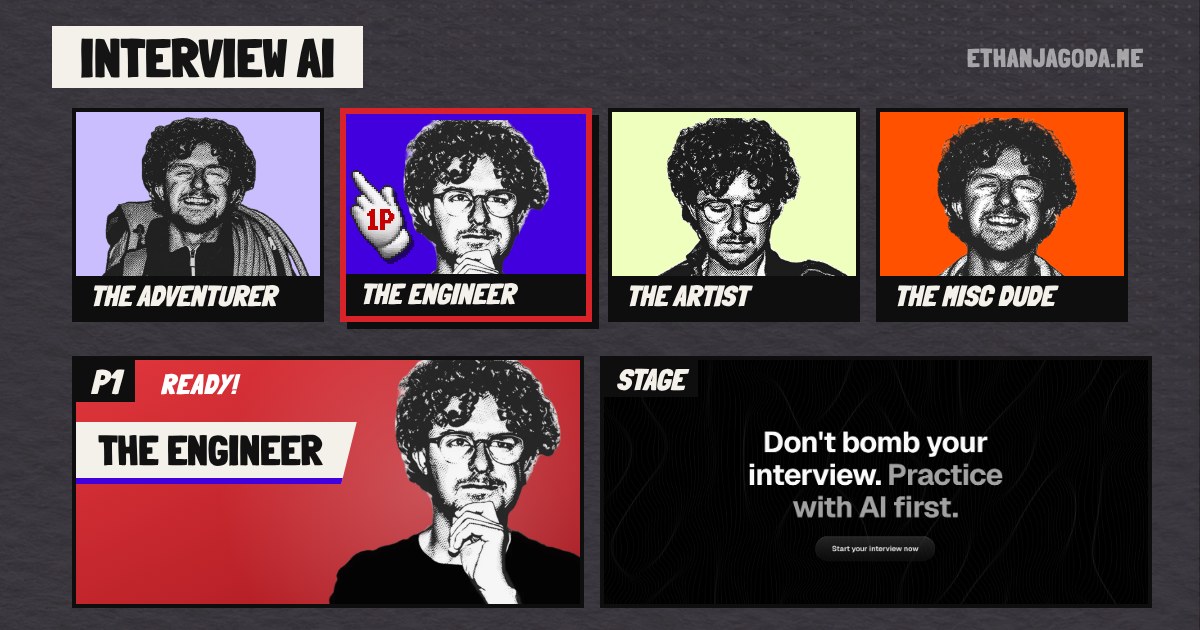 INTERVIEW AI
ETHANJAGODA.ME
1P
THE ADVENTURER
THE ENGINEER
THE ARTIST
THE MISC DUDE
P1
READY!
THE ENGINEER
STAGE
Don't bomb your
interview. Practice
with AI first.
Start your interview now